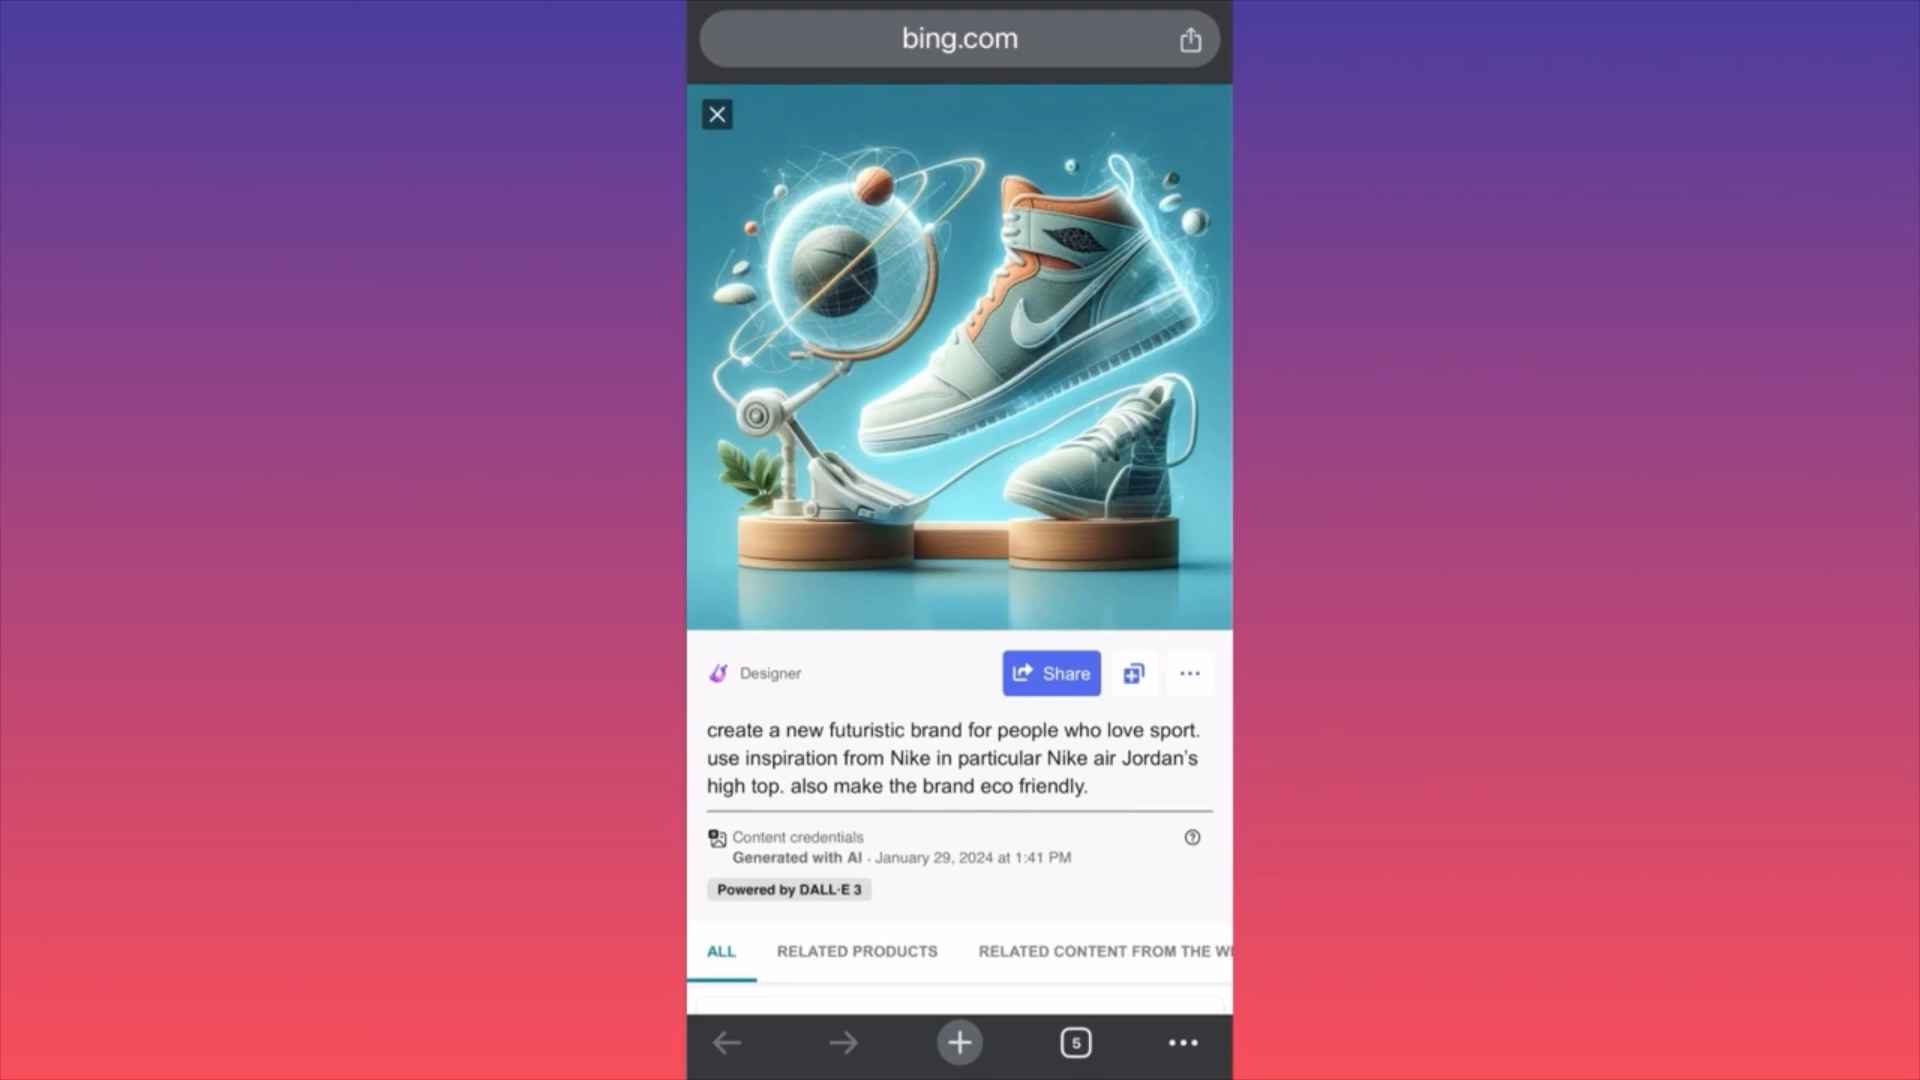 bing.com
Designer
Share
create a new futuristic brand for people who love sport.
use inspiration from Nike in particular Nike air Jordan's
high top. also make the brand eco friendly.
Content credentials
Generated with AI · January 29, 2024 at 1:41 PM
Powered by DALL·E 3
ALL RELATED PRODUCTS RELATED CONTENT FROM THE
5